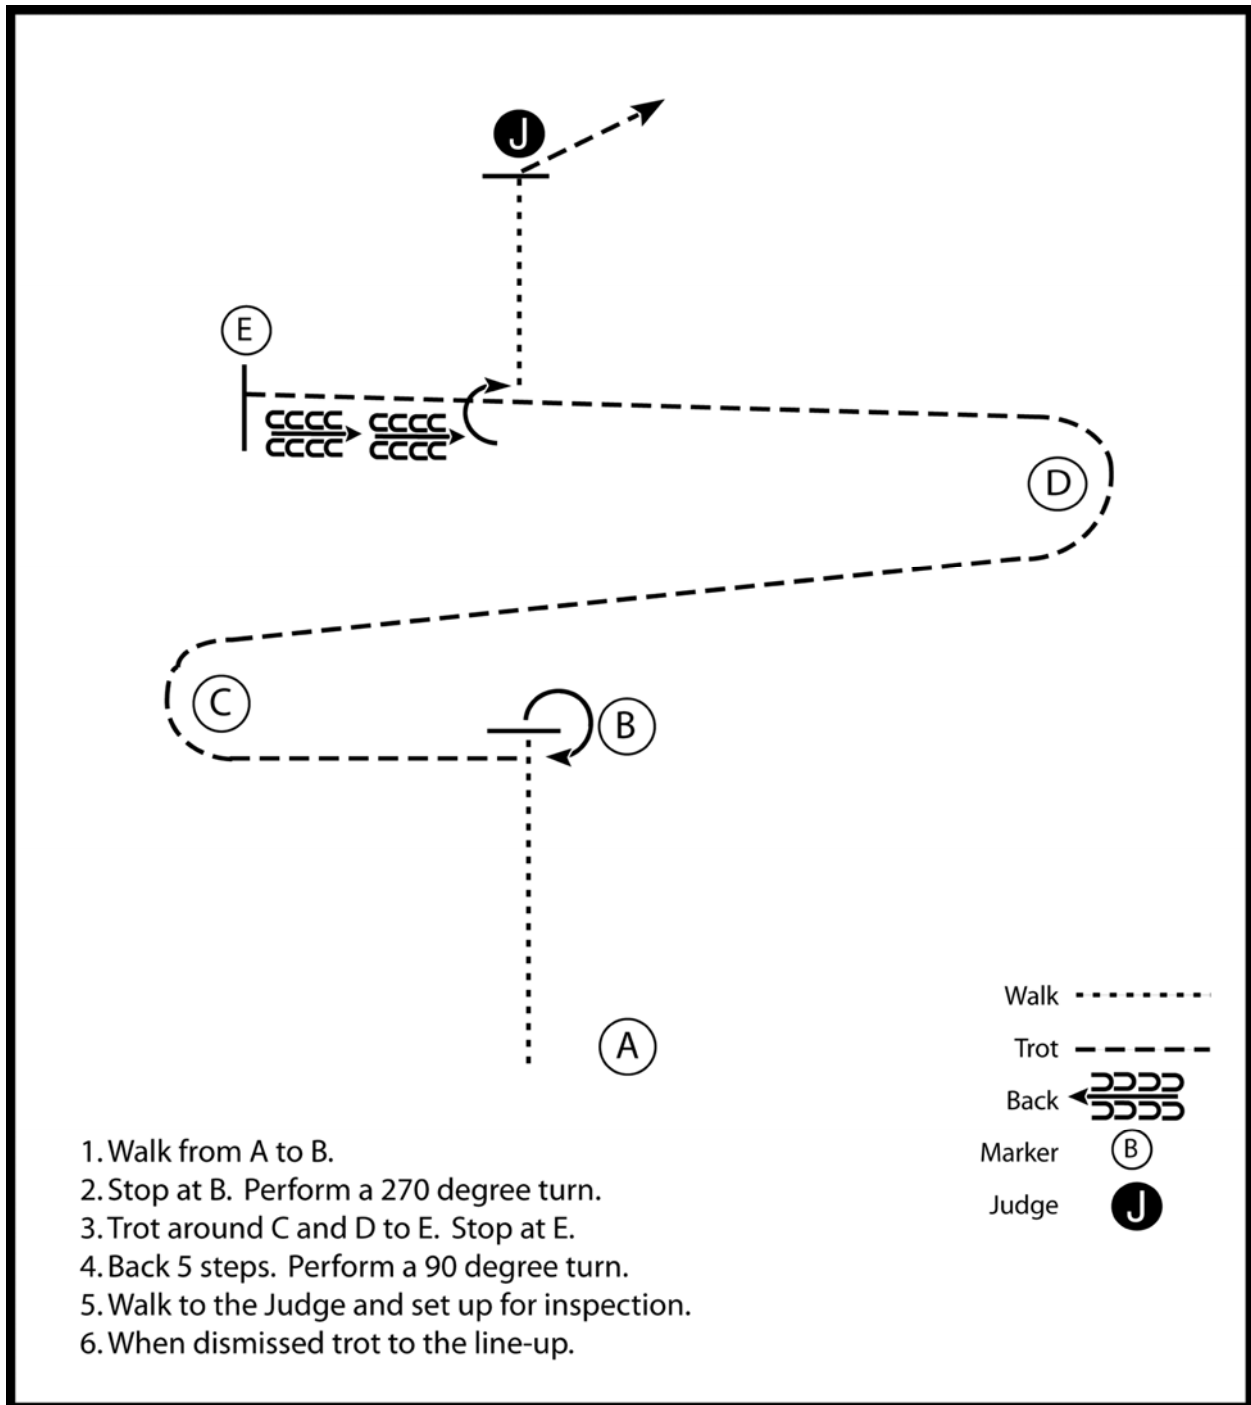 J
E
D
C
B
A
Walk
Trot
Back
Marker B
Judge J
1. Walk from A to B.
2. Stop at B. Perform a 270 degree turn.
3. Trot around C and D to E. Stop at E.
4. Back 5 steps. Perform a 90 degree turn.
5. Walk to the Judge and set up for inspection.
6. When dismissed trot to the line-up.